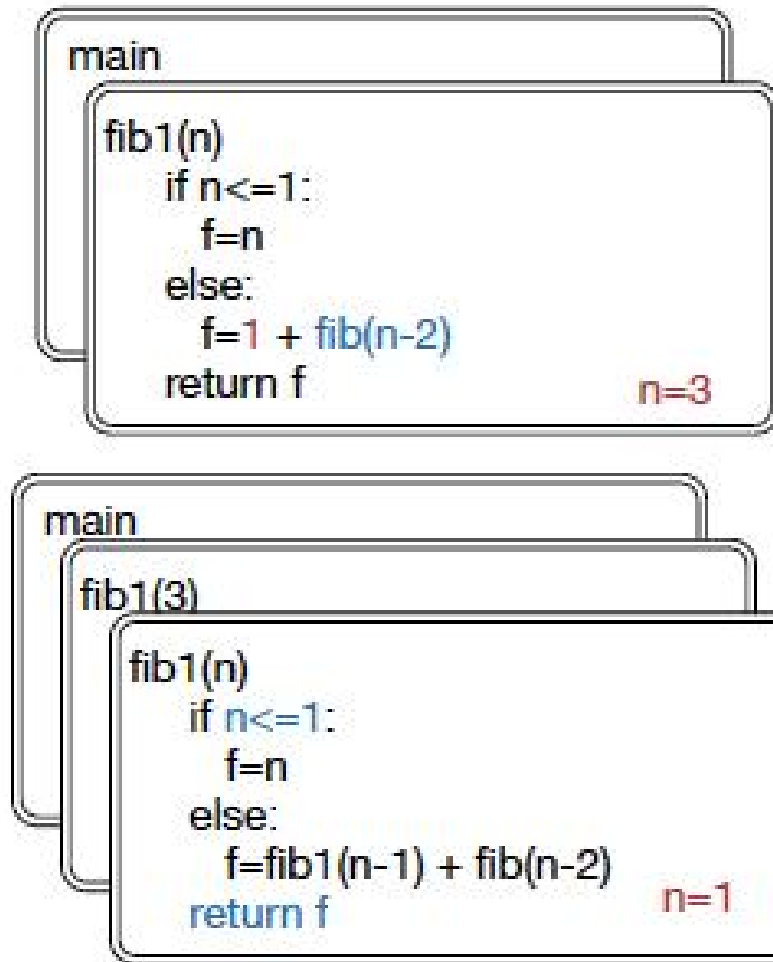 main
fib1(n)
if n<=1:
f=n
else:
f=1 + fib(n-2)
return f
n=3
main
fib1(3)
fib1(n)
if n<=1:
f=n
else:
f=fib1(n-1) + fib(n-2)
return f
n=1